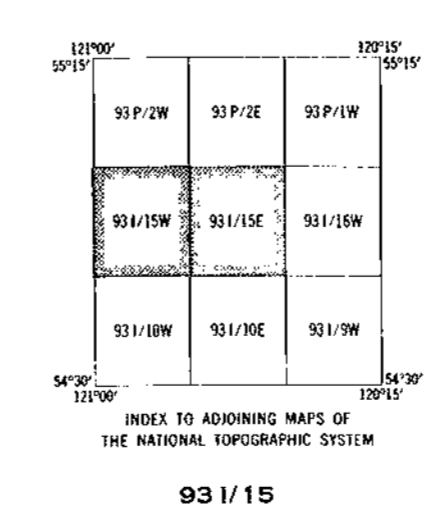 121°00' 120°15'
55°15' 55°15'
93 P/2W 93 P/2E 93 P/1W
93 I/15W 93 I/15E 93 I/16W
93 I/10W 93 I/10E 93 I/9W
54°30' 54°30'
121°00' 120°15'
INDEX TO ADJOINING MAPS OF
THE NATIONAL TOPOGRAPHIC SYSTEM
93 I/15